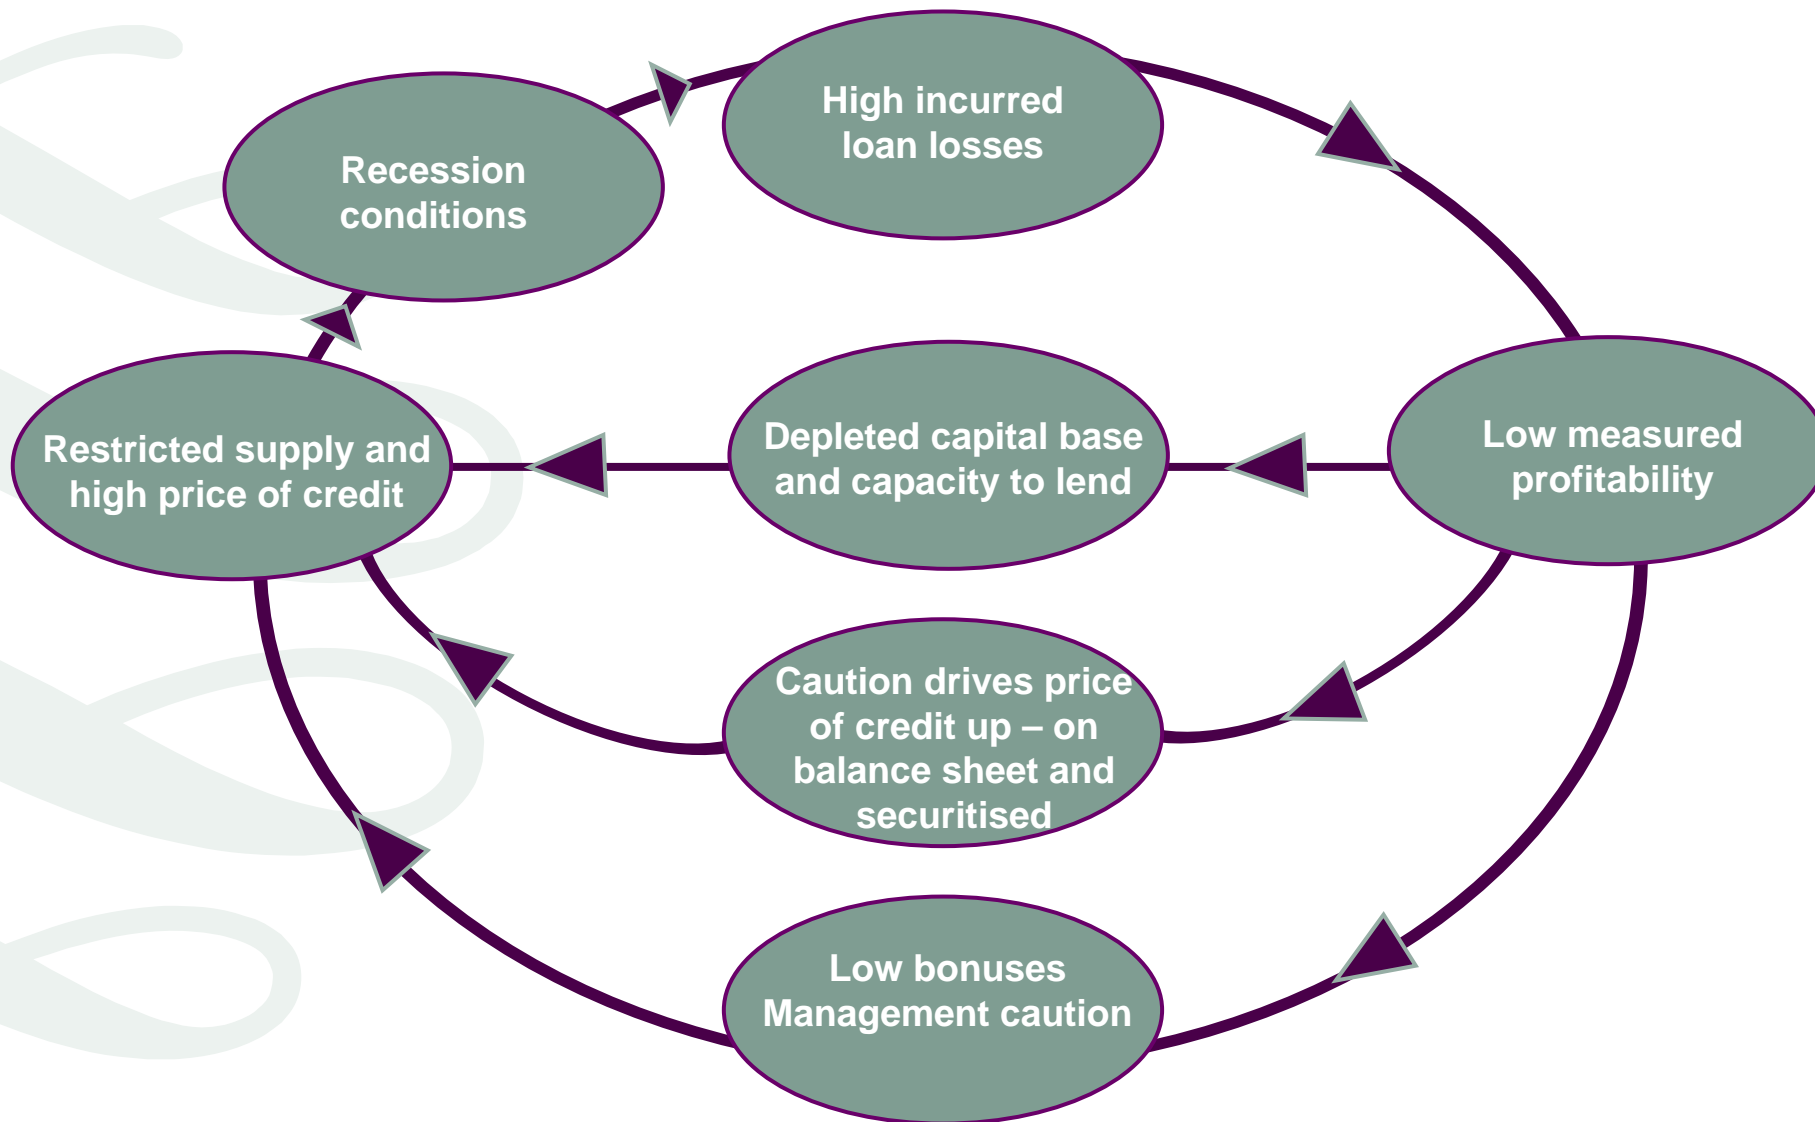 High incurred
loan losses
Recession
conditions
Restricted supply and
high price of credit
Depleted capital base
and capacity to lend
Low measured
profitability
Caution drives price
of credit up – on
balance sheet and
securitised
Low bonuses
Management caution